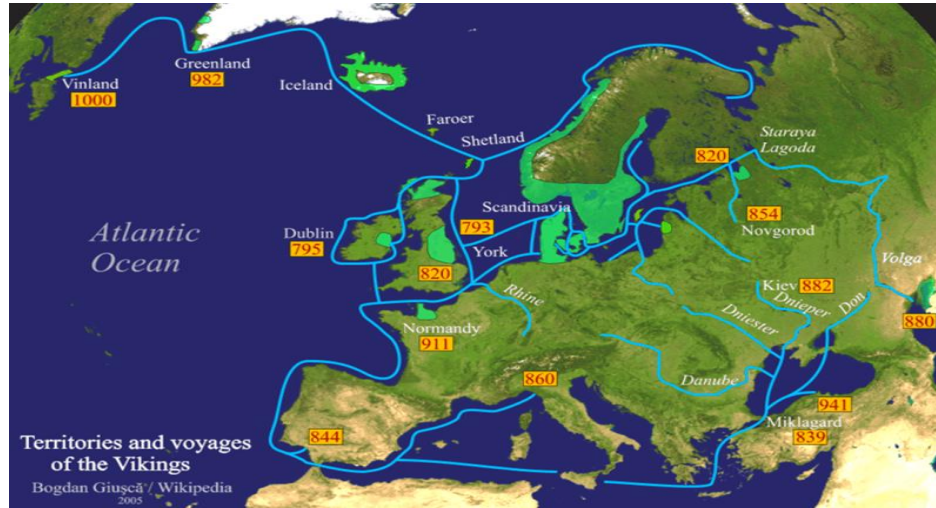 Greenland
982
Vinland
1000
Iceland
Faroer
Shetland
Staraya
Lagoda
820
Scandinavia
854
Novgorod
793
York
Dublin
795
820
Atlantic
Ocean
Volga
Kiev 882
Rhine
Dnieper
Don
880
Dniester
Normandy
911
860
Danube
941
Miklagard
839
844
Territories and voyages
of the Vikings
Bogdan Giuşcă / Wikipedia
2005